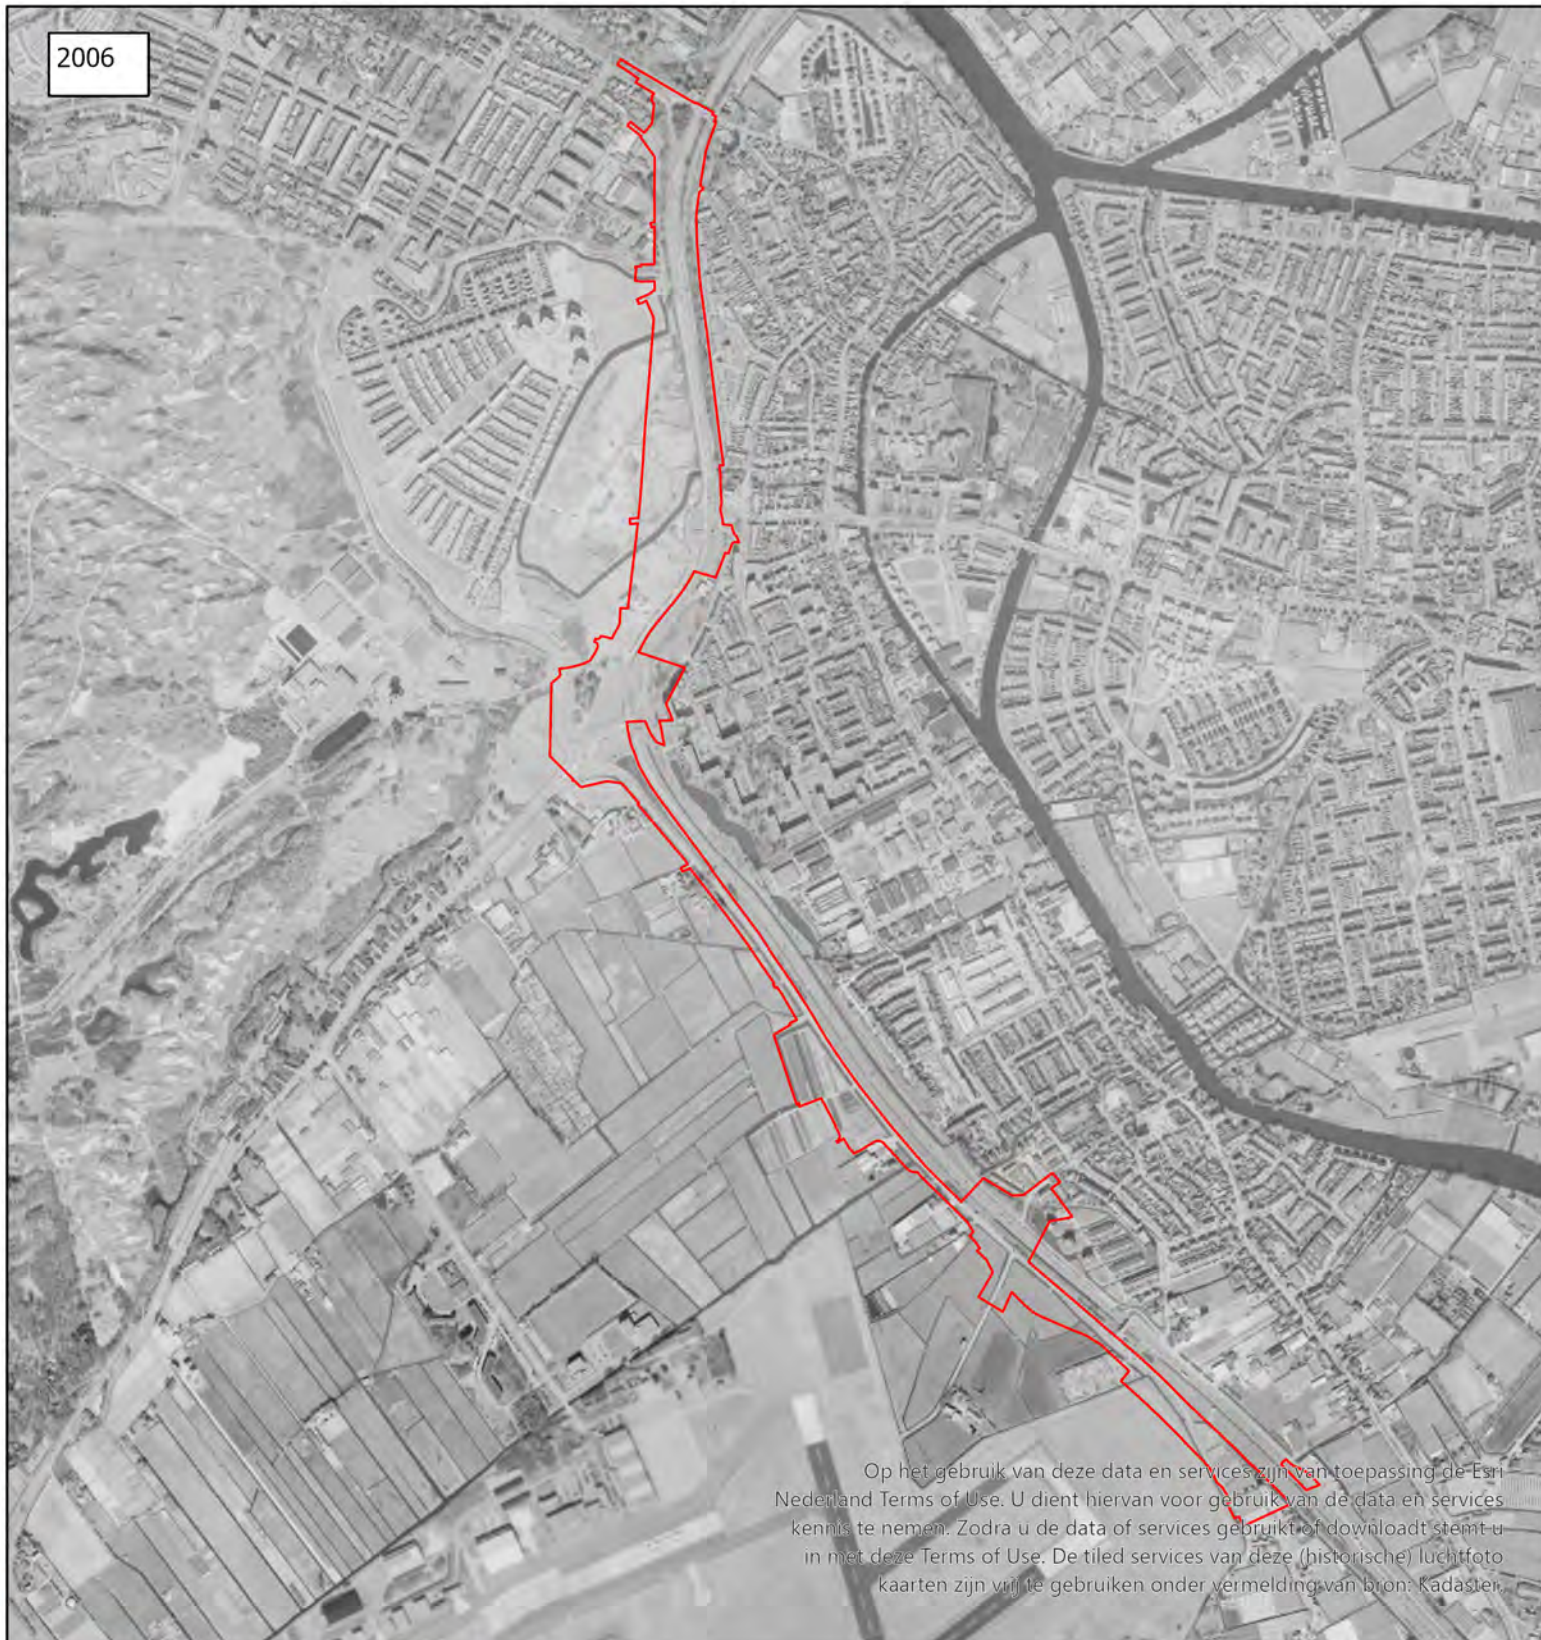 2006
Op het gebruik van deze data en services zijn van toepassing de Esri
Nederland Terms of Use. U dient hiervan voor gebruik van de data en services
kennis te nemen. Zodra u de data of services gebruikt of downloadt stemt u
in met deze Terms of Use. De tiled services van deze (historische) luchtfoto
kaarten zijn vrij te gebruiken onder vermelding van bron: Kadaster.